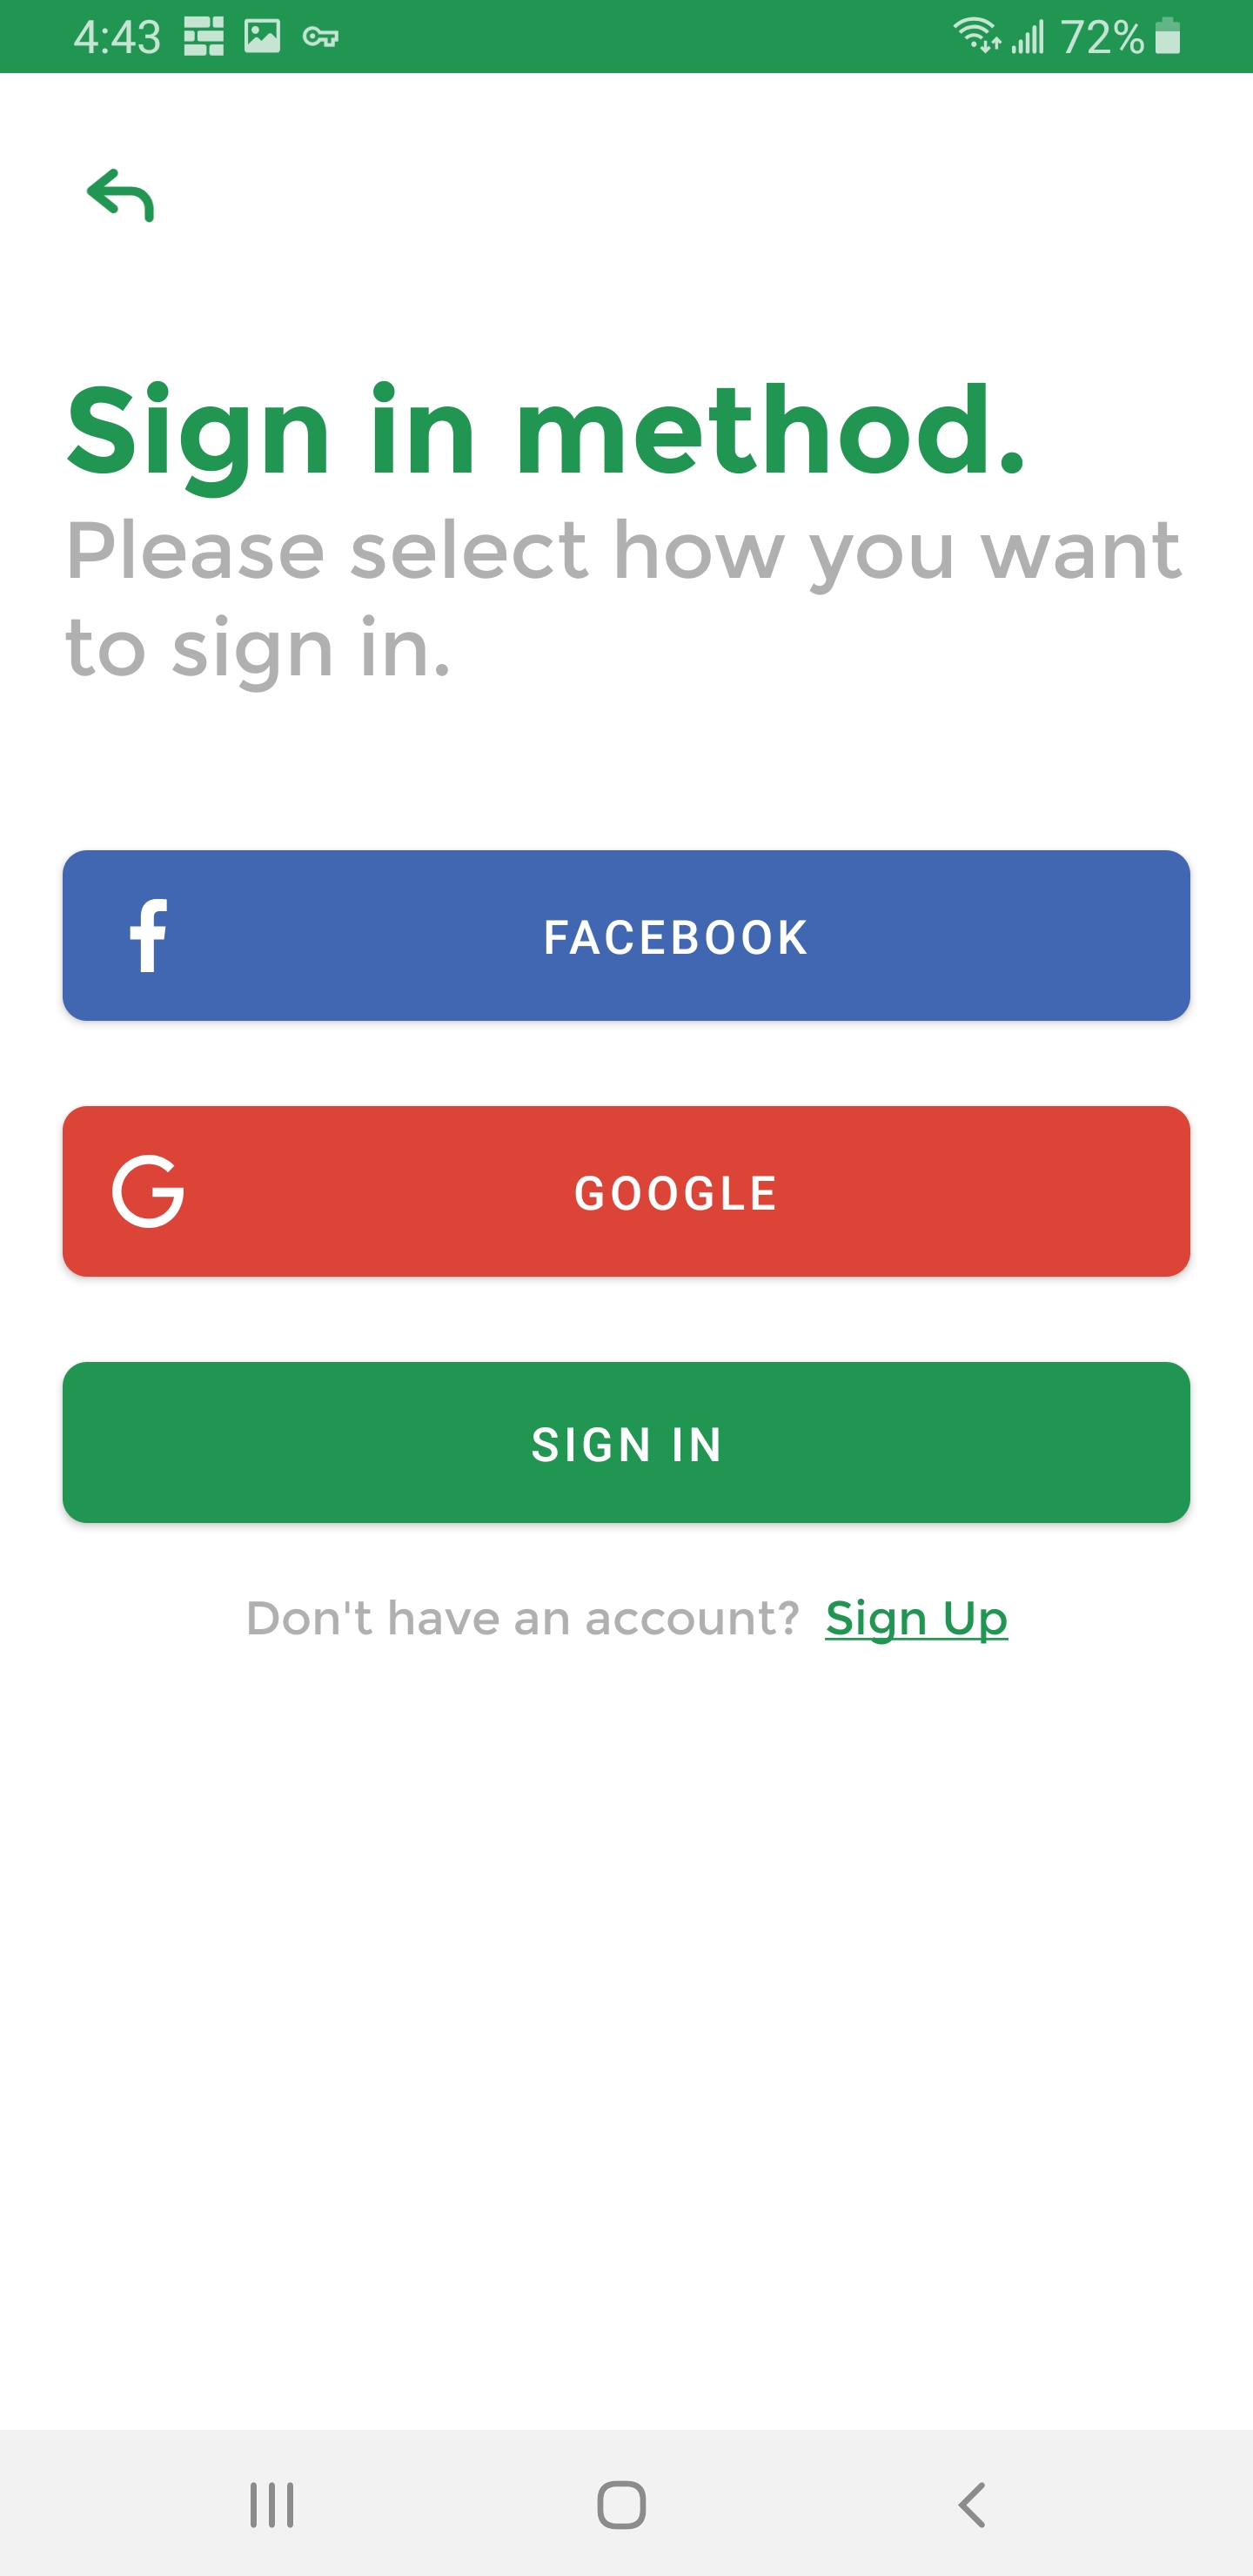 4:43 72%
Sign in method.
Please select how you want
to sign in.
FACEBOOK
GOOGLE
SIGN IN
Don't have an account? Sign Up